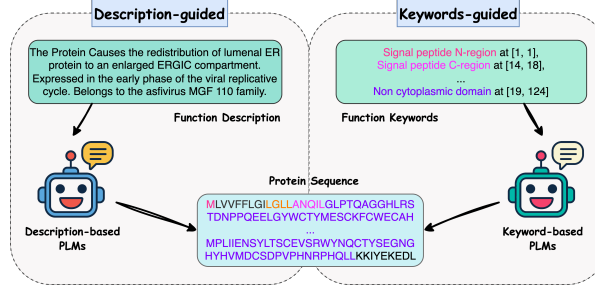 Description-guided
Keywords-guided
The Protein Causes the redistribution of lumenal ER
protein to an enlarged ERGIC compartment.
Expressed in the early phase of the viral replicative
cycle. Belongs to the asfivirus MGF 110 family.
Signal peptide N-region at [1, 1],
Signal peptide C-region at [14, 18],
...
Non cytoplasmic domain at [19, 124]
Function Description
Function Keywords
Protein Sequence
MLVVFFLGILGLLANQILGLPTQAGGHLRS
TDNPPQEELGYWCTYMESCKFCWECAH
...
MPLIIENSYLTSCEVSRWYNQCTYSEGNG
HYHVMDCSDPVPHNRPHQLLKKIYEKEDL
Description-based
PLMs
Keyword-based
PLMs